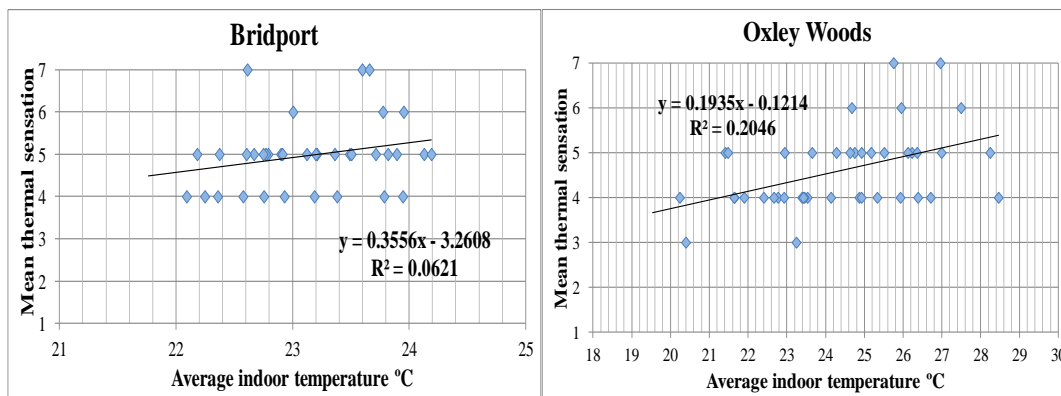 Bridport
Mean thermal sensation
7
6
5
4
3
2
1
y = 0.3556x - 3.2608
R² = 0.0621
21 22 23 24 25
Average indoor temperature ºC
Oxley Woods
Mean thermal sensation
7
6
5
4
3
2
1
y = 0.1935x - 0.1214
R² = 0.2046
18 19 20 21 22 23 24 25 26 27 28 29 30
Average indoor temperature ºC